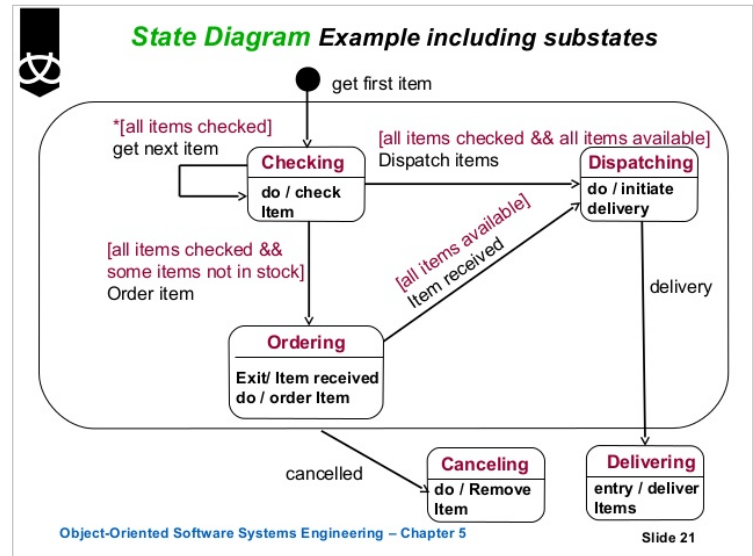 State Diagram Example including substates
get first item
*[all items checked]
get next item
[all items checked && all items available]
Dispatch items
Checking
do / check
Item
Dispatching
do / initiate
delivery
[all items checked &&
some items not in stock]
Order item
[all items available]
Item received
delivery
Ordering
Exit/ Item received
do / order Item
cancelled
Canceling
do / Remove
Item
Delivering
entry / deliver
Items
Object-Oriented Software Systems Engineering – Chapter 5
Slide 21